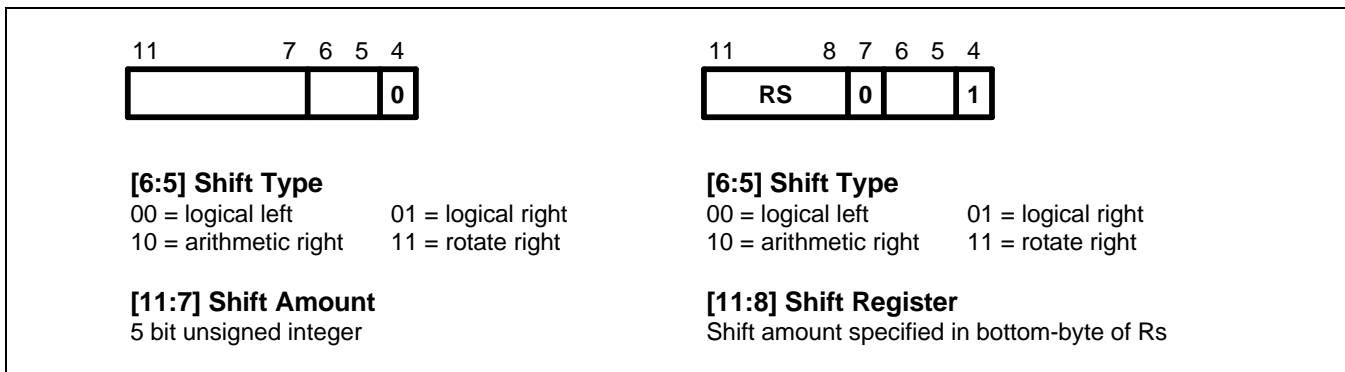 11 7 6 5 4
0
[6:5] Shift Type
00 = logical left 01 = logical right
10 = arithmetic right 11 = rotate right
[11:7] Shift Amount
5 bit unsigned integer
11 8 7 6 5 4
RS 0 1
[6:5] Shift Type
00 = logical left 01 = logical right
10 = arithmetic right 11 = rotate right
[11:8] Shift Register
Shift amount specified in bottom-byte of Rs